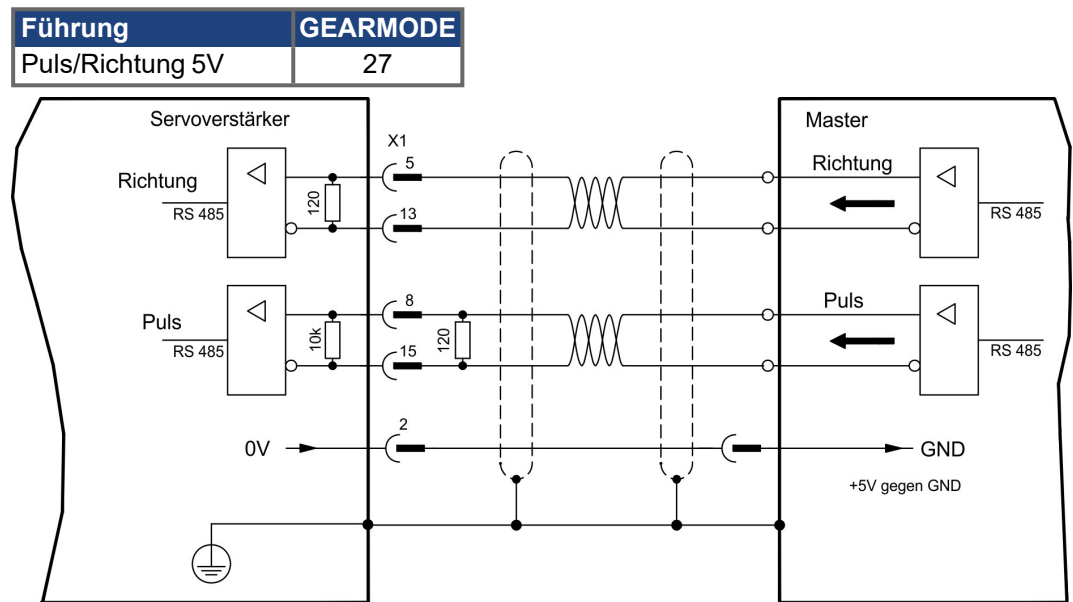 Führung GEARMODE
Puls/Richtung 5V 27
Servoverstärker
Master
X1
Richtung
RS 485
120
5
13
Richtung
RS 485
Puls
RS 485
10k
8
15
120
Puls
RS 485
0V
2
GND
+5V gegen GND